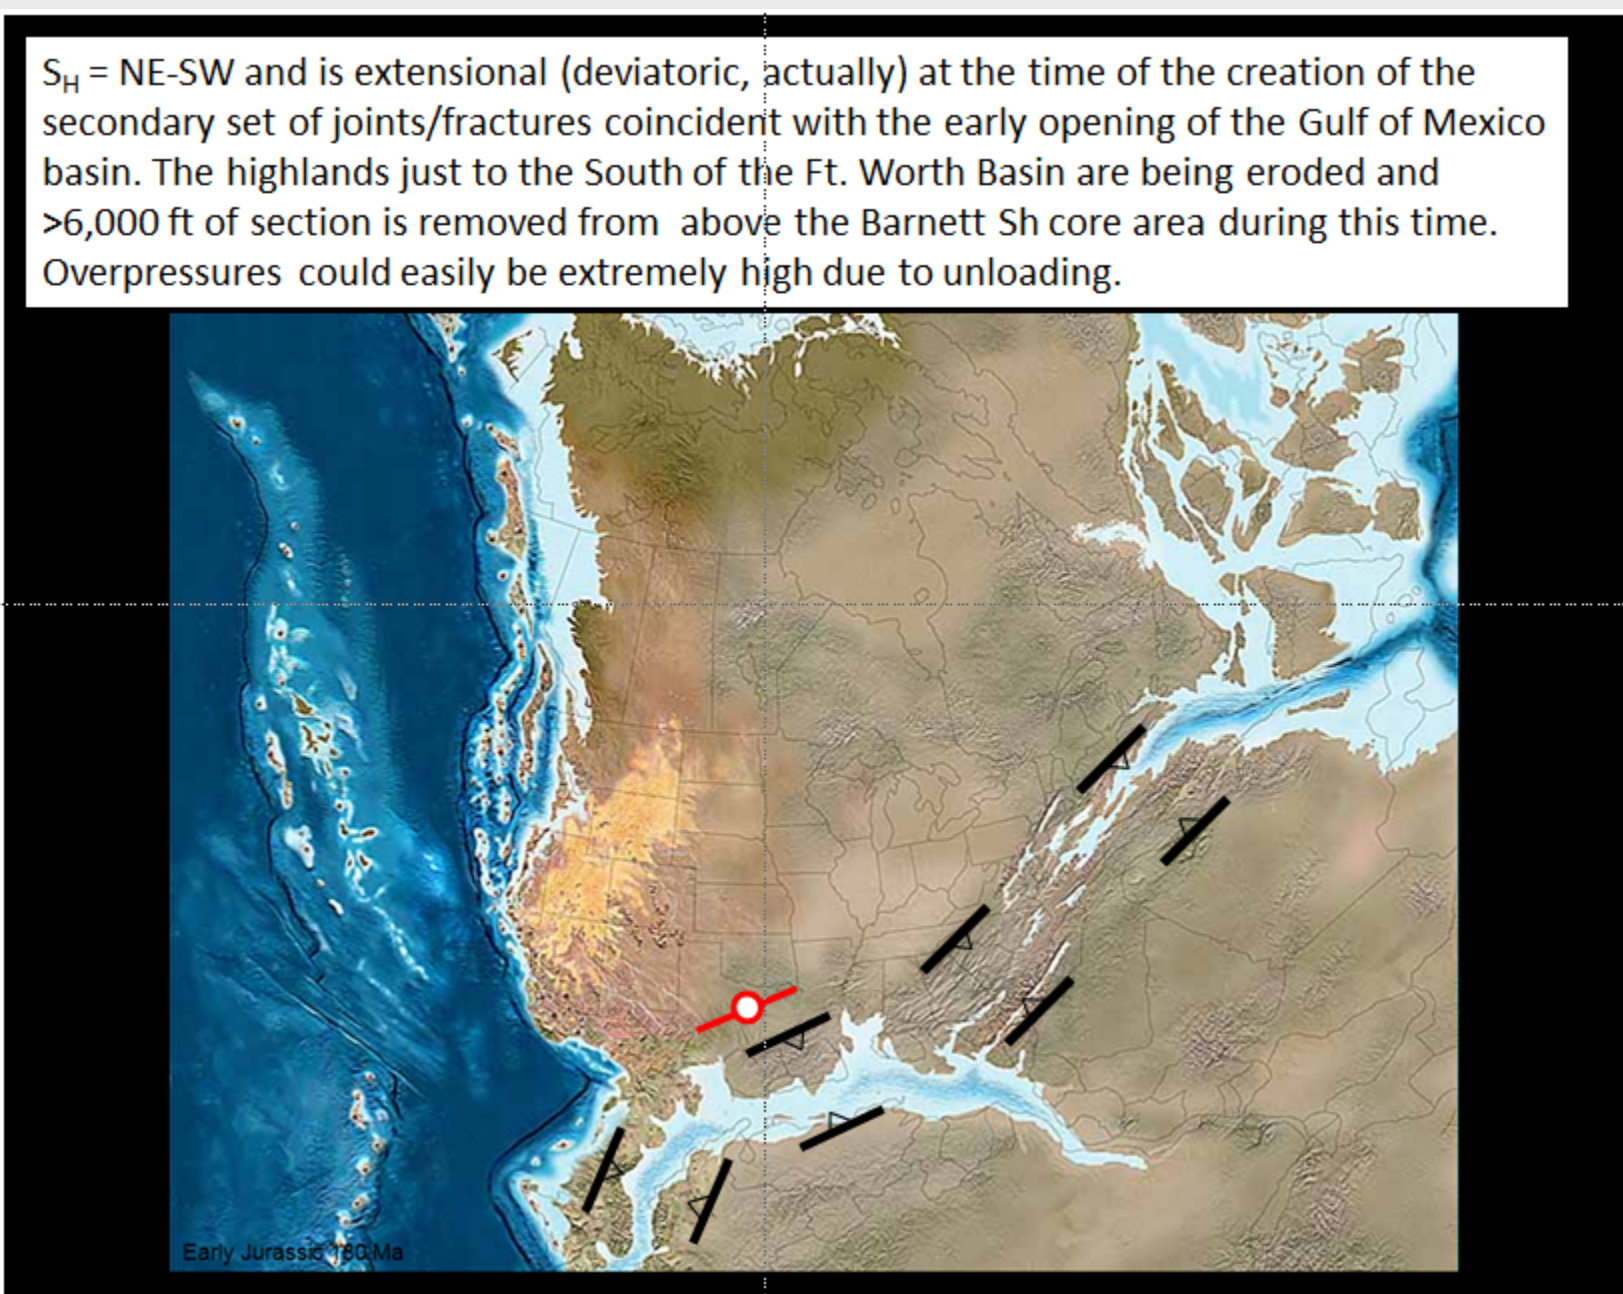 S_H = NE-SW and is extensional (deviatoric, actually) at the time of the creation of the
secondary set of joints/fractures coincident with the early opening of the Gulf of Mexico
basin. The highlands just to the South of the Ft. Worth Basin are being eroded and
>6,000 ft of section is removed from  above the Barnett Sh core area during this time.
Overpressures could easily be extremely high due to unloading.
Early Jurassic 180 Ma